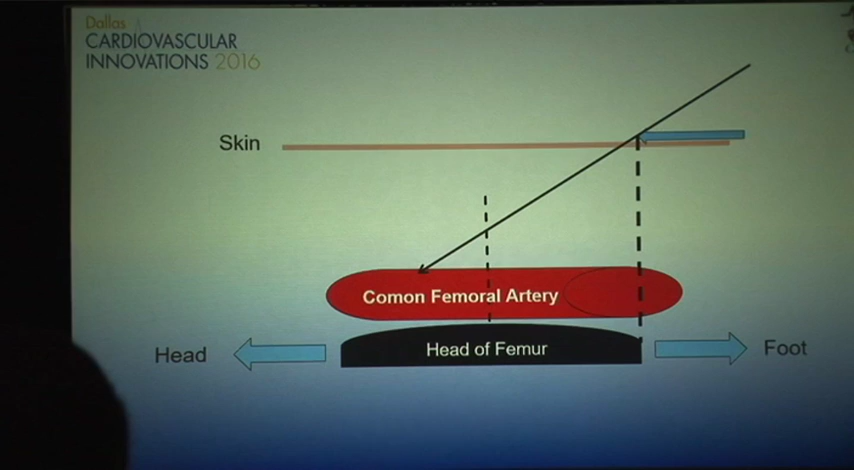 Dallas
CARDIOVASCULAR
INNOVATIONS 2016
Skin
Comon Femoral Artery
Head of Femur
Head
Foot